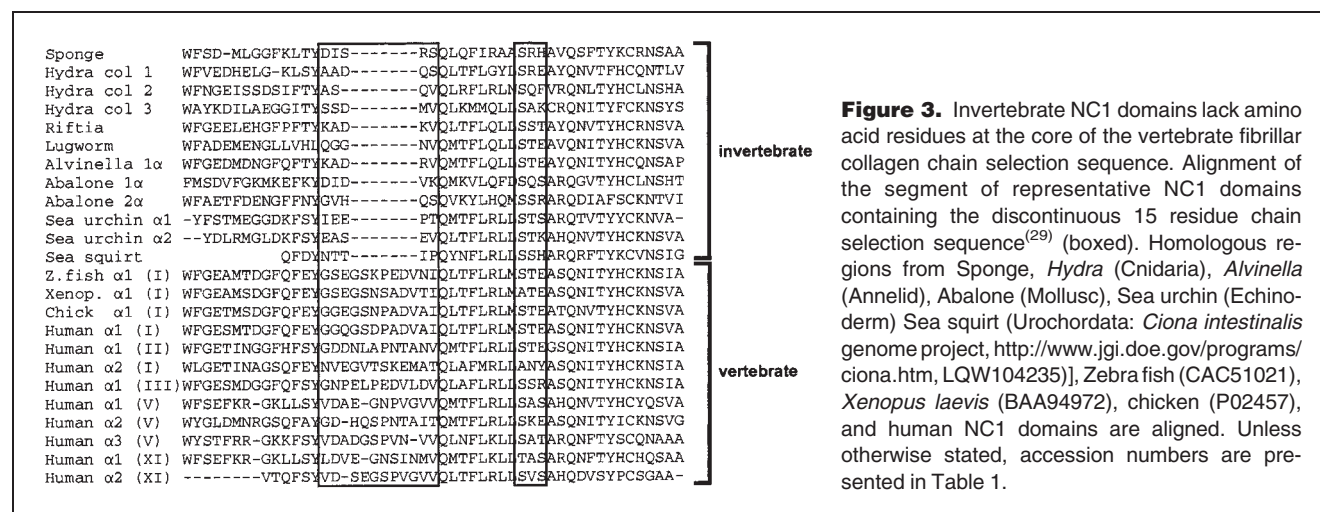 Sponge WFSD-MLGGFKLTYDIS-------RSQLQFIRAASRHAVQSFTYKCRNSAA
Hydra col 1 WFVEDHELG-KLSYAAD-------QSQLTFLGYLSREAYQNVTFHCQNTLV
Hydra col 2 WFNGEISSDSIFTYAS--------QVQLRFLRLMSQFVRQNLTYHCLNSHA
Hydra col 3 WAYKDILAEGGITYSSD-------MVQLKMMQLLSAKCRQNITYFCKNSYS
Riftia WFGEELEHGFPFTYKAD-------KVQLTFLQLLSSTAYQNVTYHCRNSVA
Lugworm WFADEMENGLLVHLQGG-------NVQMTFLQLLSTEAYQNITYHCKNSVA
Alvinella 1α WFGEDMDNGFQFTYKAD-------RVQMTFLQLLSTEAYQNITYHCQNSAP
Abalone 1α FMSDVFGKMKEFKYDID-------VKQMKVLQFDSQSARQGVTYHCLNSHT
Abalone 2α WFAETFDENGFFNYGVH-------QSQVKYLHQMSSRARQDIAFSCKNTVI
Sea urchin α1 -YFSTMEGGDKFSYIEE-------PTQMTFLRLLSTSARQTVTYYCKNVA-
Sea urchin α2 --YDLRMGLDKFSYEAS-------EVQLTFLRLLSTKAHQNVTYHCKNSVA
Sea squirt QFDYNTT-------IPQYNFLRLLSSHARQRFTYKCVNSIG
Z.fish α1 (I) WFGEAMTDGFQFEYGSEGSKPEDVNIQLTFLRLMSTEASQNITYHCKNSIA
Xenop. α1 (I) WFGEAMSDGFQFEYGSEGSNSADVTIQLTFLRLMATEASQNITYHCKNSVA
Chick α1 (I) WFGETMSDGFQFEYGGEGSNPADVAIQLTFLRLMSTEATQNVTYHCKNSVA
Human α1 (I) WFGESMTDGFQFEYGGQGSDPADVAIQLTFLRLMSTEASQNITYHCKNSVA
Human α1 (II) WFGETINGGFHFSYGDDNLAPNTANVQMTFLRLLSTEGSQNITYHCKNSIA
Human α2 (I) WLGETINAGSQFEYNVEGVTSKEMATQLAFMRLLANYASQNITYHCKNSIA
Human α1 (III) WFGESMDGGFQFSYGNPELPEDVLDVQLAFLRLLSSRASQNITYHCKNSIA
Human α1 (V) WFSEFKR-GKLLSYVDAE-GNPVGVVQMTFLRLLSASAHQNVTYHCYQSVA
Human α2 (V) WYGLDMNRGSQFAYGD-HQSPNTAITQMTFLRLLSKEASQNITYICKNSVG
Human α3 (V) WYSTFRR-GKKFSYVDADGSPVN-VVQLNFLKLLSATARQNFTYSCQNAAA
Human α1 (XI) WFSEFKR-GKLLSYLDVE-GNSINMVQMTFLKLLTASARQNFTYHCHQSAA
Human α2 (XI) --------VTQFSYVD-SEGSPVGVVQLTFLRLLSVSAHQDVSYPCSGAA-
invertebrate
vertebrate
Figure 3. Invertebrate NC1 domains lack amino
acid residues at the core of the vertebrate fibrillar
collagen chain selection sequence. Alignment of
the segment of representative NC1 domains
containing the discontinuous 15 residue chain
selection sequence(29) (boxed). Homologous re-
gions from Sponge, Hydra (Cnidaria), Alvinella
(Annelid), Abalone (Mollusc), Sea urchin (Echino-
derm) Sea squirt (Urochordata: Ciona intestinalis
genome project, http://www.jgi.doe.gov/programs/
ciona.htm, LQW104235)], Zebra fish (CAC51021),
Xenopus laevis (BAA94972), chicken (P02457),
and human NC1 domains are aligned. Unless
otherwise stated, accession numbers are pre-
sented in Table 1.